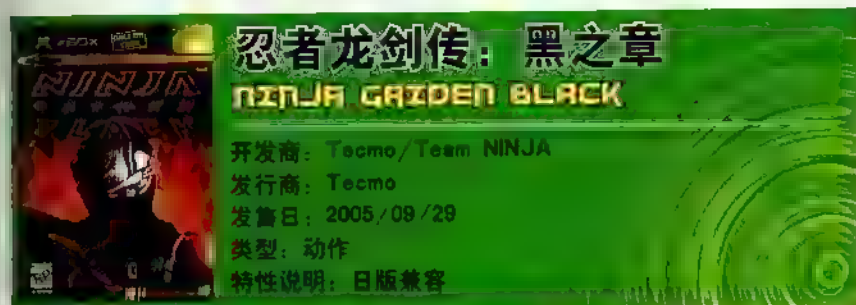 XBOX
NINJA
忍者龙剑传：黑之章
NINJA GAIDEN BLACK
开发商：Tecmo/Team NINJA
发行商：Tecmo
发售日：2005/09/29
类型：动作
特性说明：日版兼容